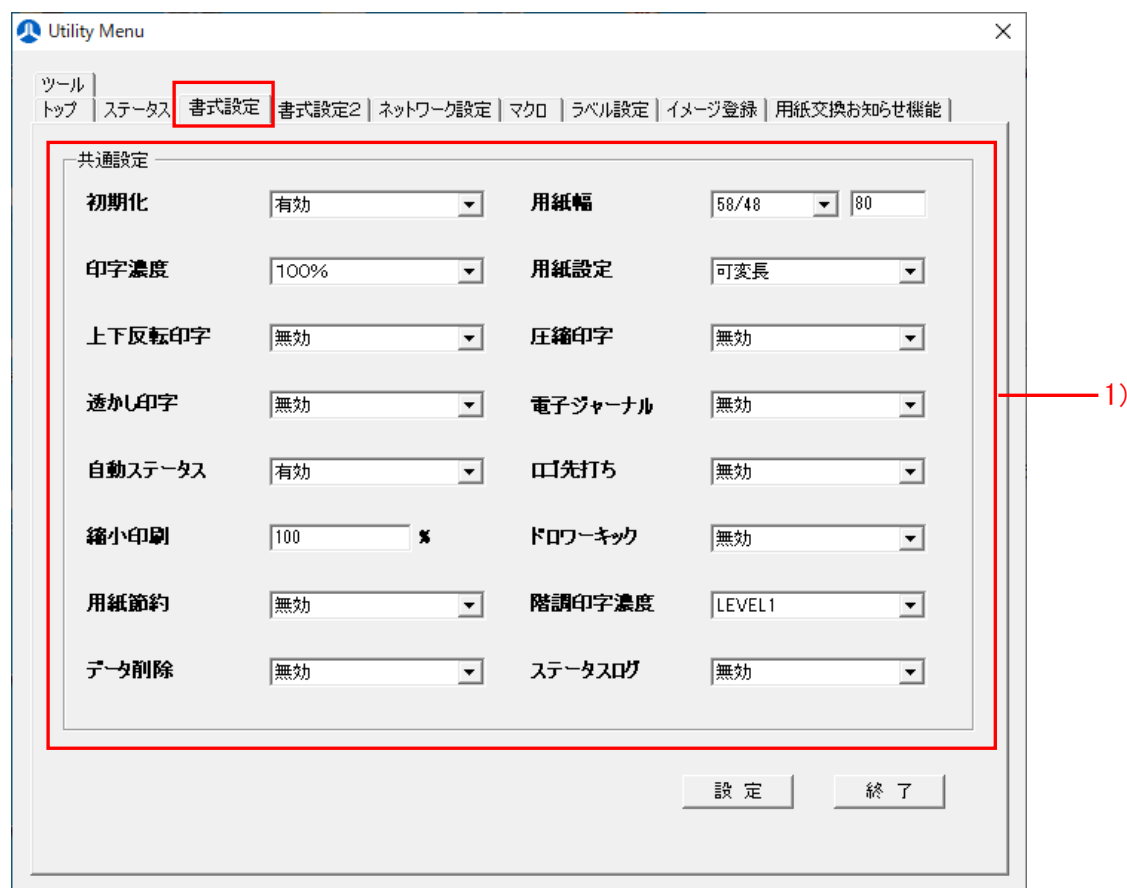 Utility Menu
ツール
トップ ステータス 書式設定 書式設定2 ネットワーク設定 マクロ ラベル設定 イメージ登録 用紙交換お知らせ機能
共通設定
初期化 有効 用紙幅 58/48 80
印字濃度 100% 用紙設定 可変長
上下反転印字 無効 圧縮印字 無効
1)
透かし印字 無効 電子ジャーナル 無効
自動ステータス 有効 ロゴ先打ち 無効
縮小印刷 100 % ドロワーキック 無効
用紙節約 無効 階調印字濃度 LEVEL1
データ削除 無効 ステータスログ 無効
設 定 終 了